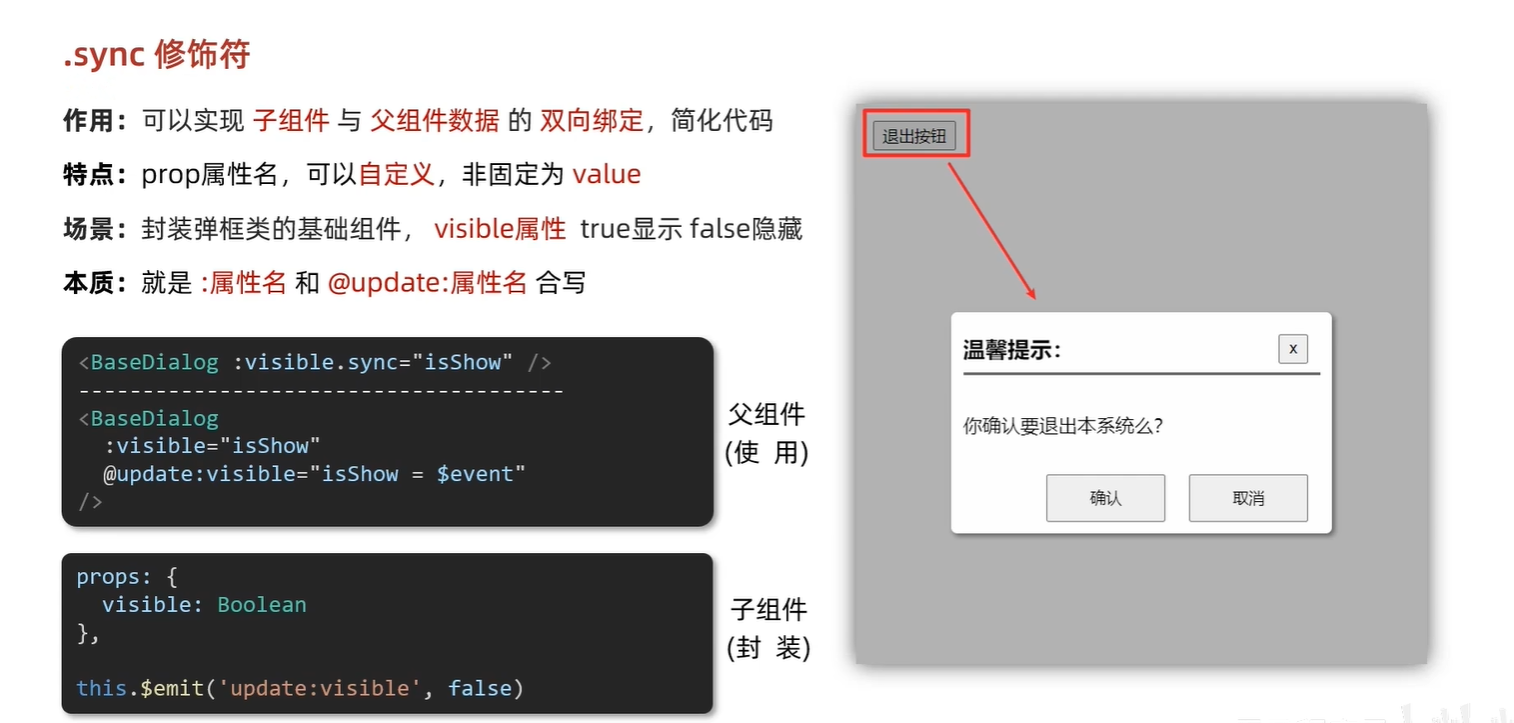 .sync 修饰符
作用：可以实现 子组件 与 父组件数据 的 双向绑定，简化代码
特点：prop属性名，可以自定义，非固定为 value
场景：封装弹框类的基础组件， visible属性 true显示 false隐藏
本质：就是 :属性名 和 @update:属性名 合写
<BaseDialog :visible.sync="isShow" />
--------------------------------------
<BaseDialog
  :visible="isShow"
  @update:visible="isShow = $event"
/>
父组件
(使 用)
props: {
  visible: Boolean
},
this.$emit('update:visible', false)
子组件
(封 装)
退出按钮
温馨提示：
x
你确认要退出本系统么？
确认
取消